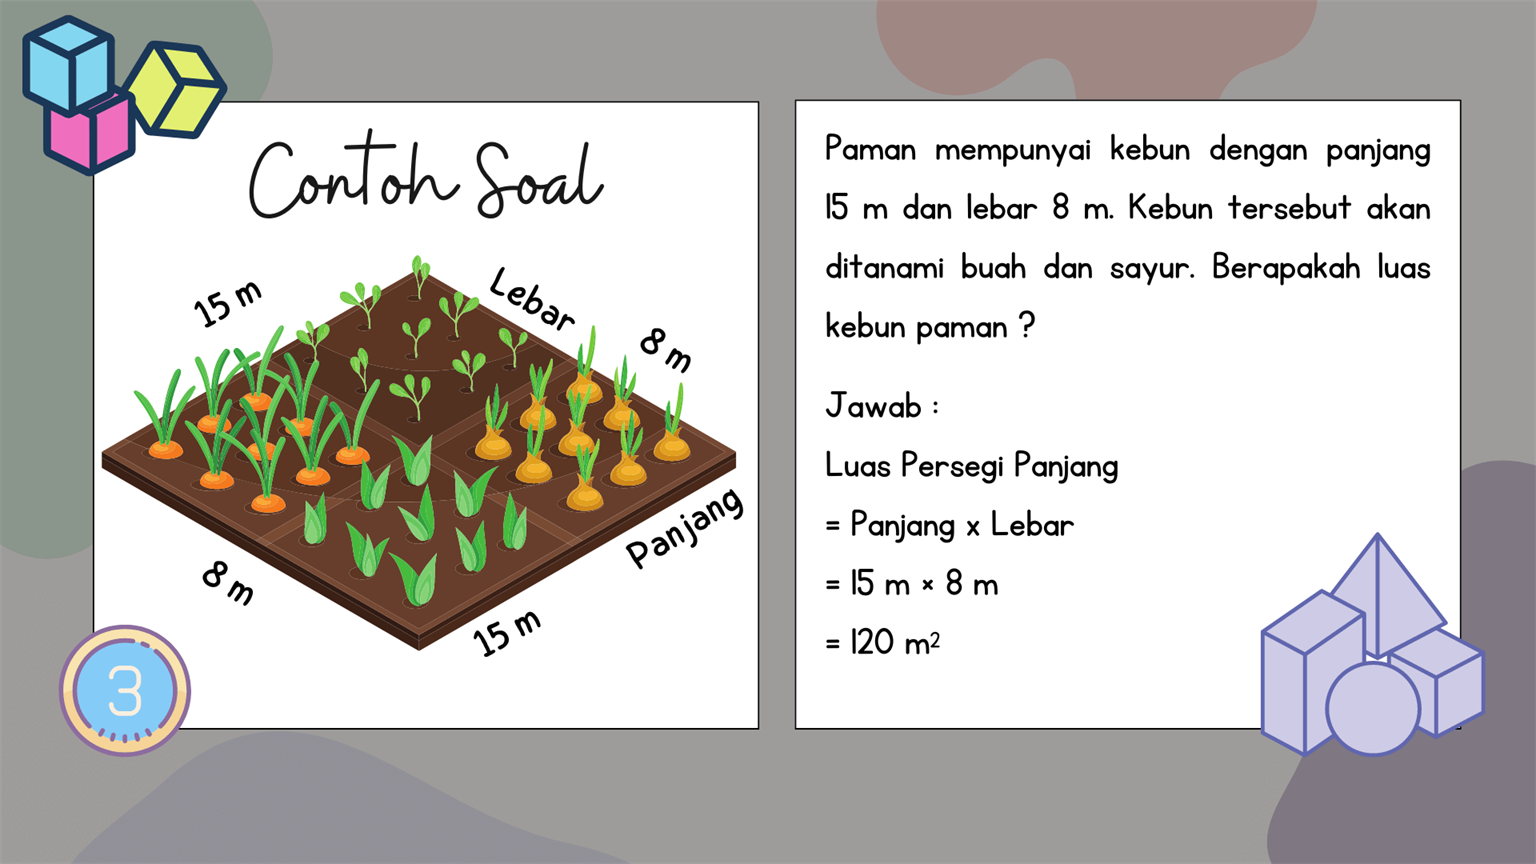 Contoh Soal
15 m
Lebar
8 m
Panjang
8 m
15 m
3
Paman mempunyai kebun dengan panjang
15 m dan lebar 8 m. Kebun tersebut akan
ditanami buah dan sayur. Berapakah luas
kebun paman ?
Jawab :
Luas Persegi Panjang
= Panjang x Lebar
= 15 m × 8 m
= 120 m²